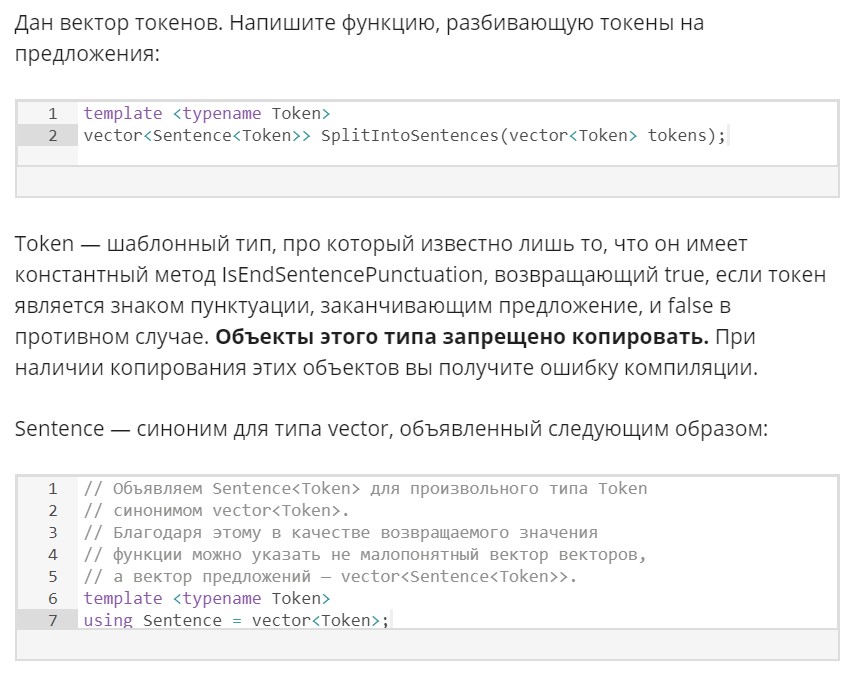 Дан вектор токенов. Напишите функцию, разбивающую токены на
предложения:
1 template <typename Token>
2 vector<Sentence<Token>> SplitIntoSentences(vector<Token> tokens);
Token — шаблонный тип, про который известно лишь то, что он имеет
константный метод IsEndSentencePunctuation, возвращающий true, если токен
является знаком пунктуации, заканчивающим предложение, и false в
противном случае. Объекты этого типа запрещено копировать. При
наличии копирования этих объектов вы получите ошибку компиляции.
Sentence — синоним для типа vector, объявленный следующим образом:
1 // Объявляем Sentence<Token> для произвольного типа Token
2 // синонимом vector<Token>.
3 // Благодаря этому в качестве возвращаемого значения
4 // функции можно указать не малопонятный вектор векторов,
5 // а вектор предложений — vector<Sentence<Token>>.
6 template <typename Token>
7 using Sentence = vector<Token>;